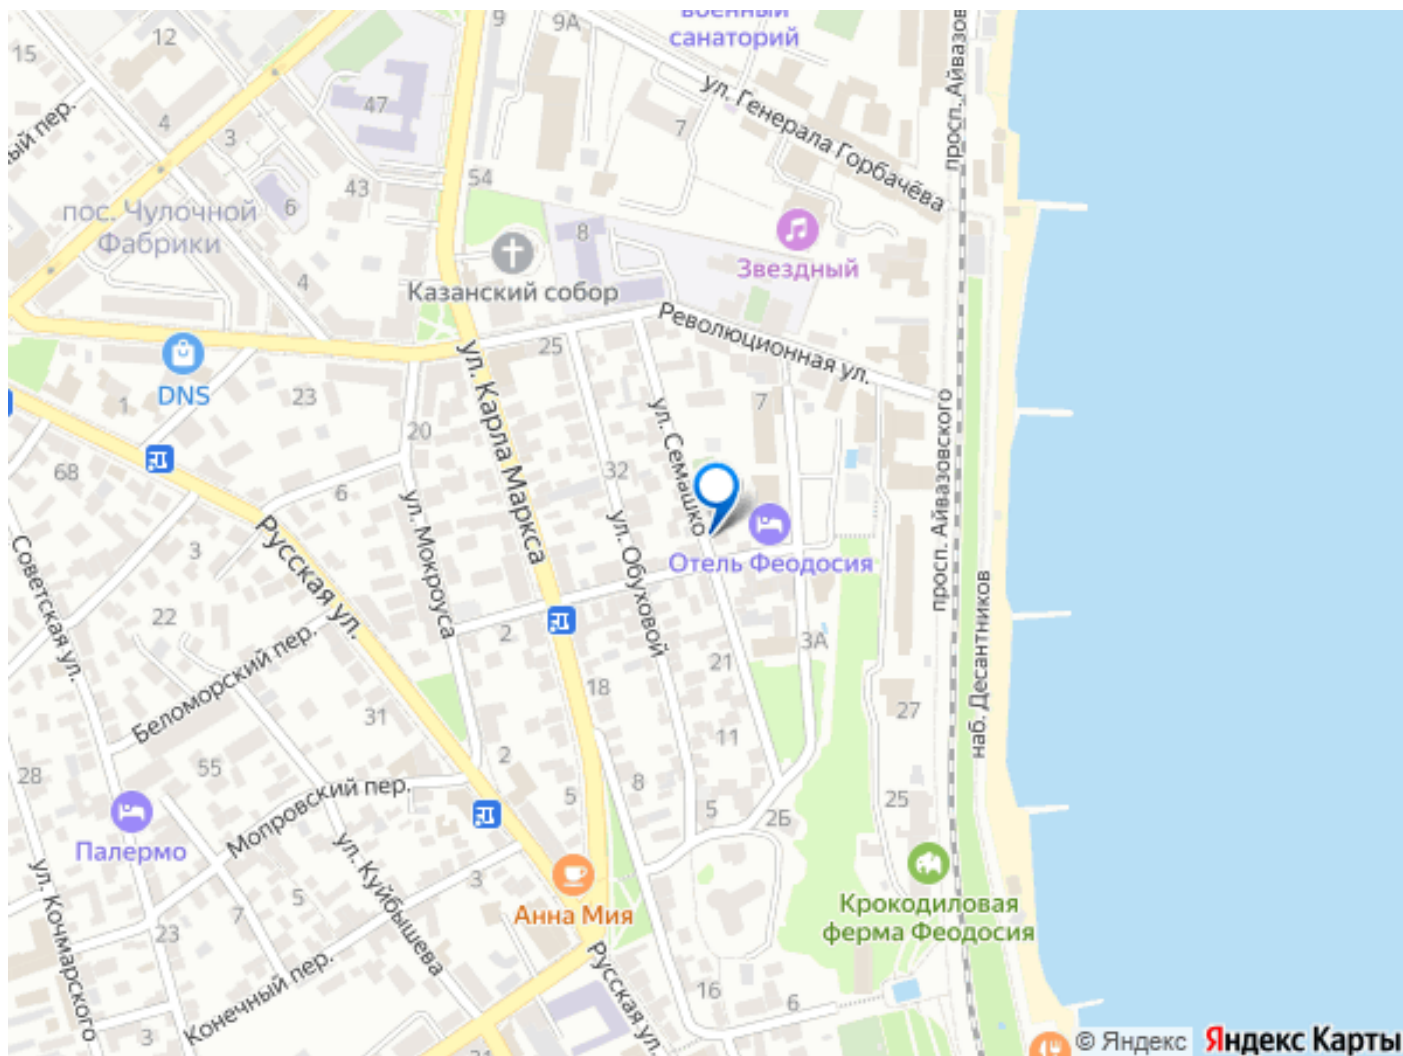 военный
санаторий
9
9А
12
15
просп. Айвазов
ул. Генерала Горбачёва
47
7
4
3
ый пер.
54
43
6
пос. Чулочной
Фабрики
8
Звездный
Казанский собор
4
Революционная ул.
25
DNS
ул. Карла Маркса
23
1
7
ул. Семашко
просп. Айвазовского
20
68
32
6
ул. Мокроуса
Русская ул.
ул. Обуховой
3
Отель Феодосия
Советская ул.
наб. Десантников
22
2
Беломорский пер.
3А
21
18
31
27
11
55
2
28
8
5
Мопровский пер.
25
5
2Б
Палермо
ул. Куйбышева
ул. Кочмарского
3
5
Анна Мия
7
23
Крокодиловая
ферма Феодосия
Конечный пер.
Русская ул.
16
6
3
21
© Яндекс Яндекс Карты